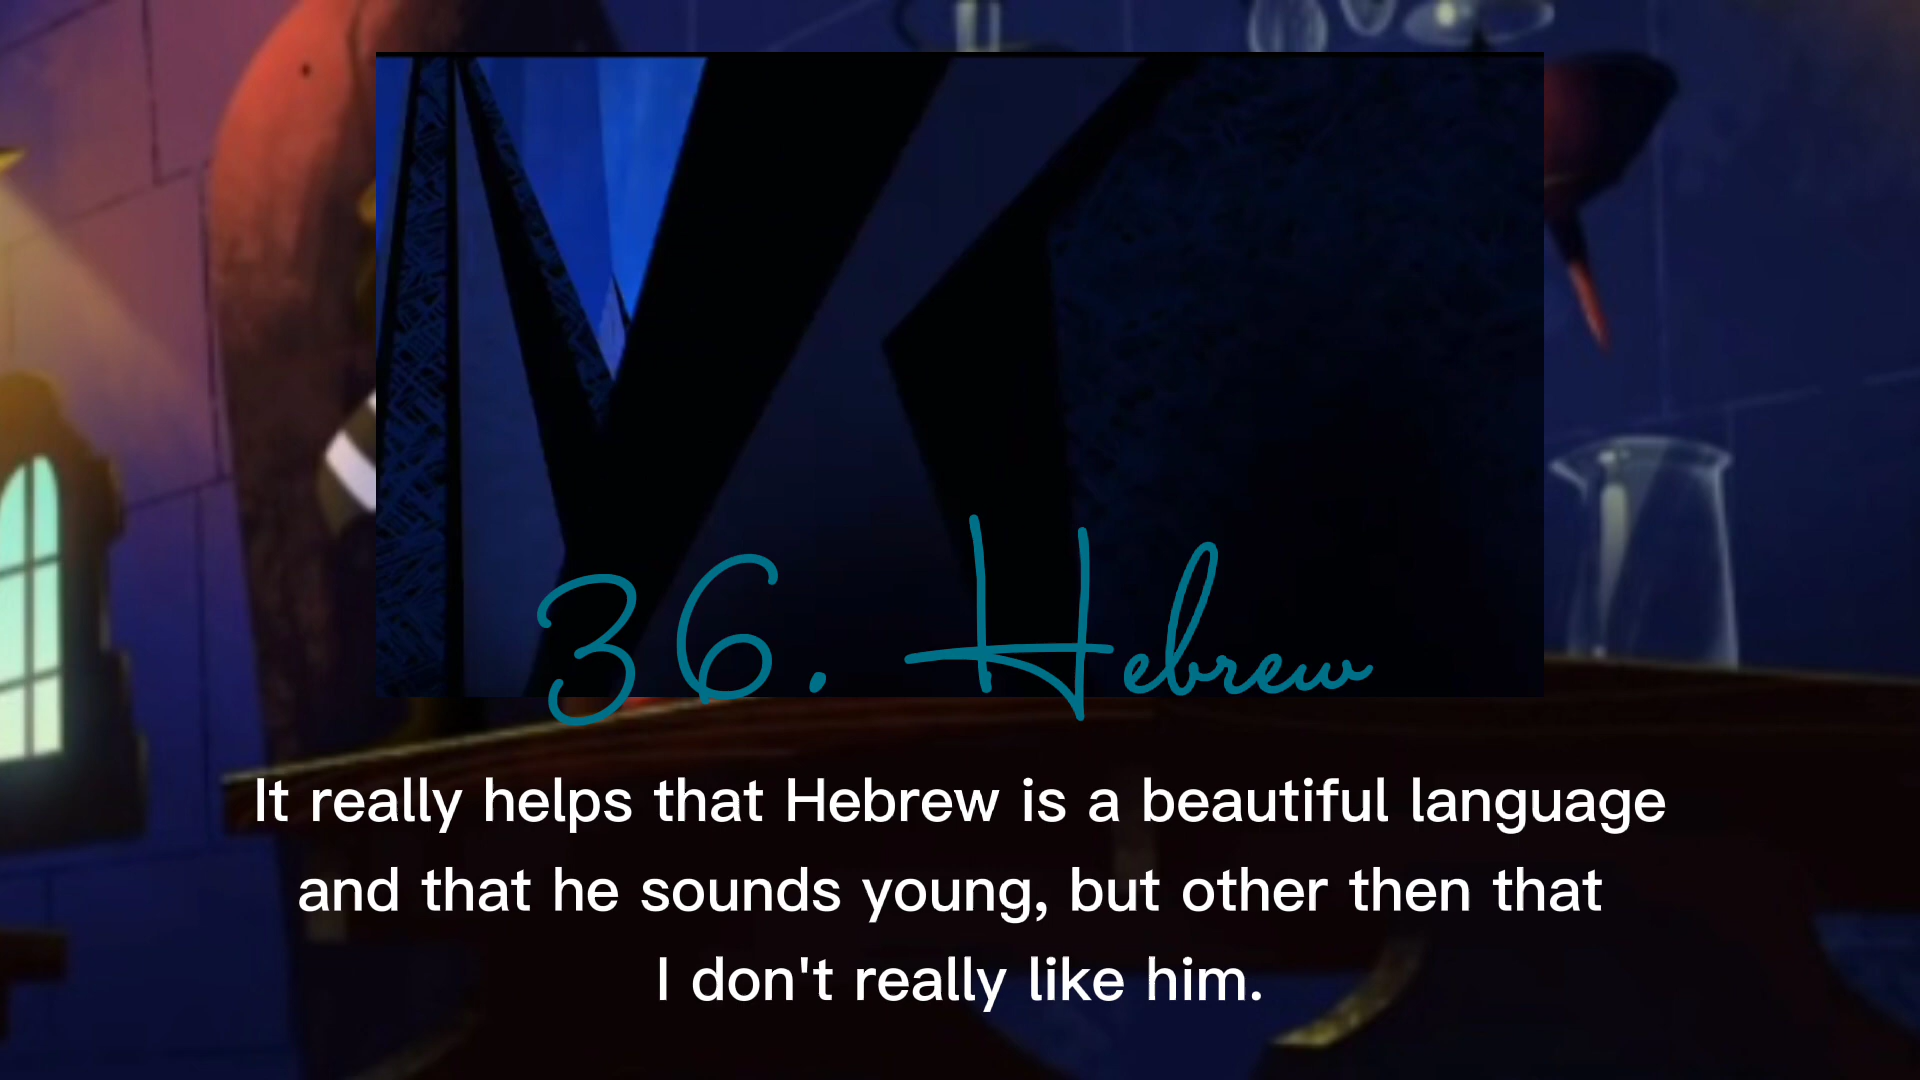 36. Hebrew
It really helps that Hebrew is a beautiful language
and that he sounds young, but other then that
I don't really like him.